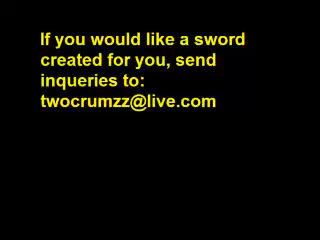 If you would like a sword
created for you, send
inqueries to:
twocrumzz@live.com